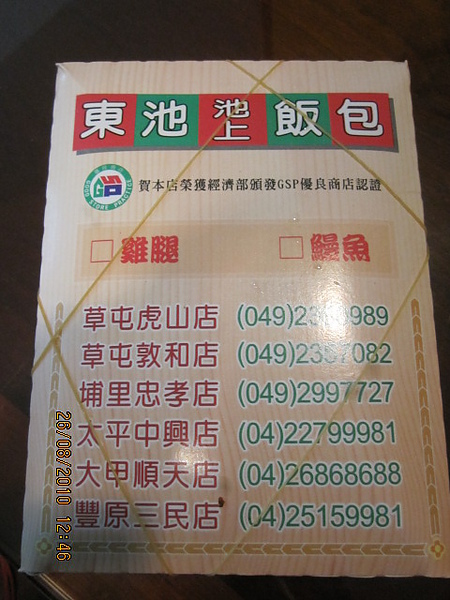 東池池上飯包
GOOD STORE PRACTICE
賀本店榮獲經濟部頒發GSP優良商店認證
□雞腿 □鰻魚
草屯虎山店
草屯敦和店
埔里忠孝店 (049)2997727
太平中興店 (04)22799981
大甲順天店 (04)26868688
豐原三民店 (04)25159981
26/08/2010 12:46